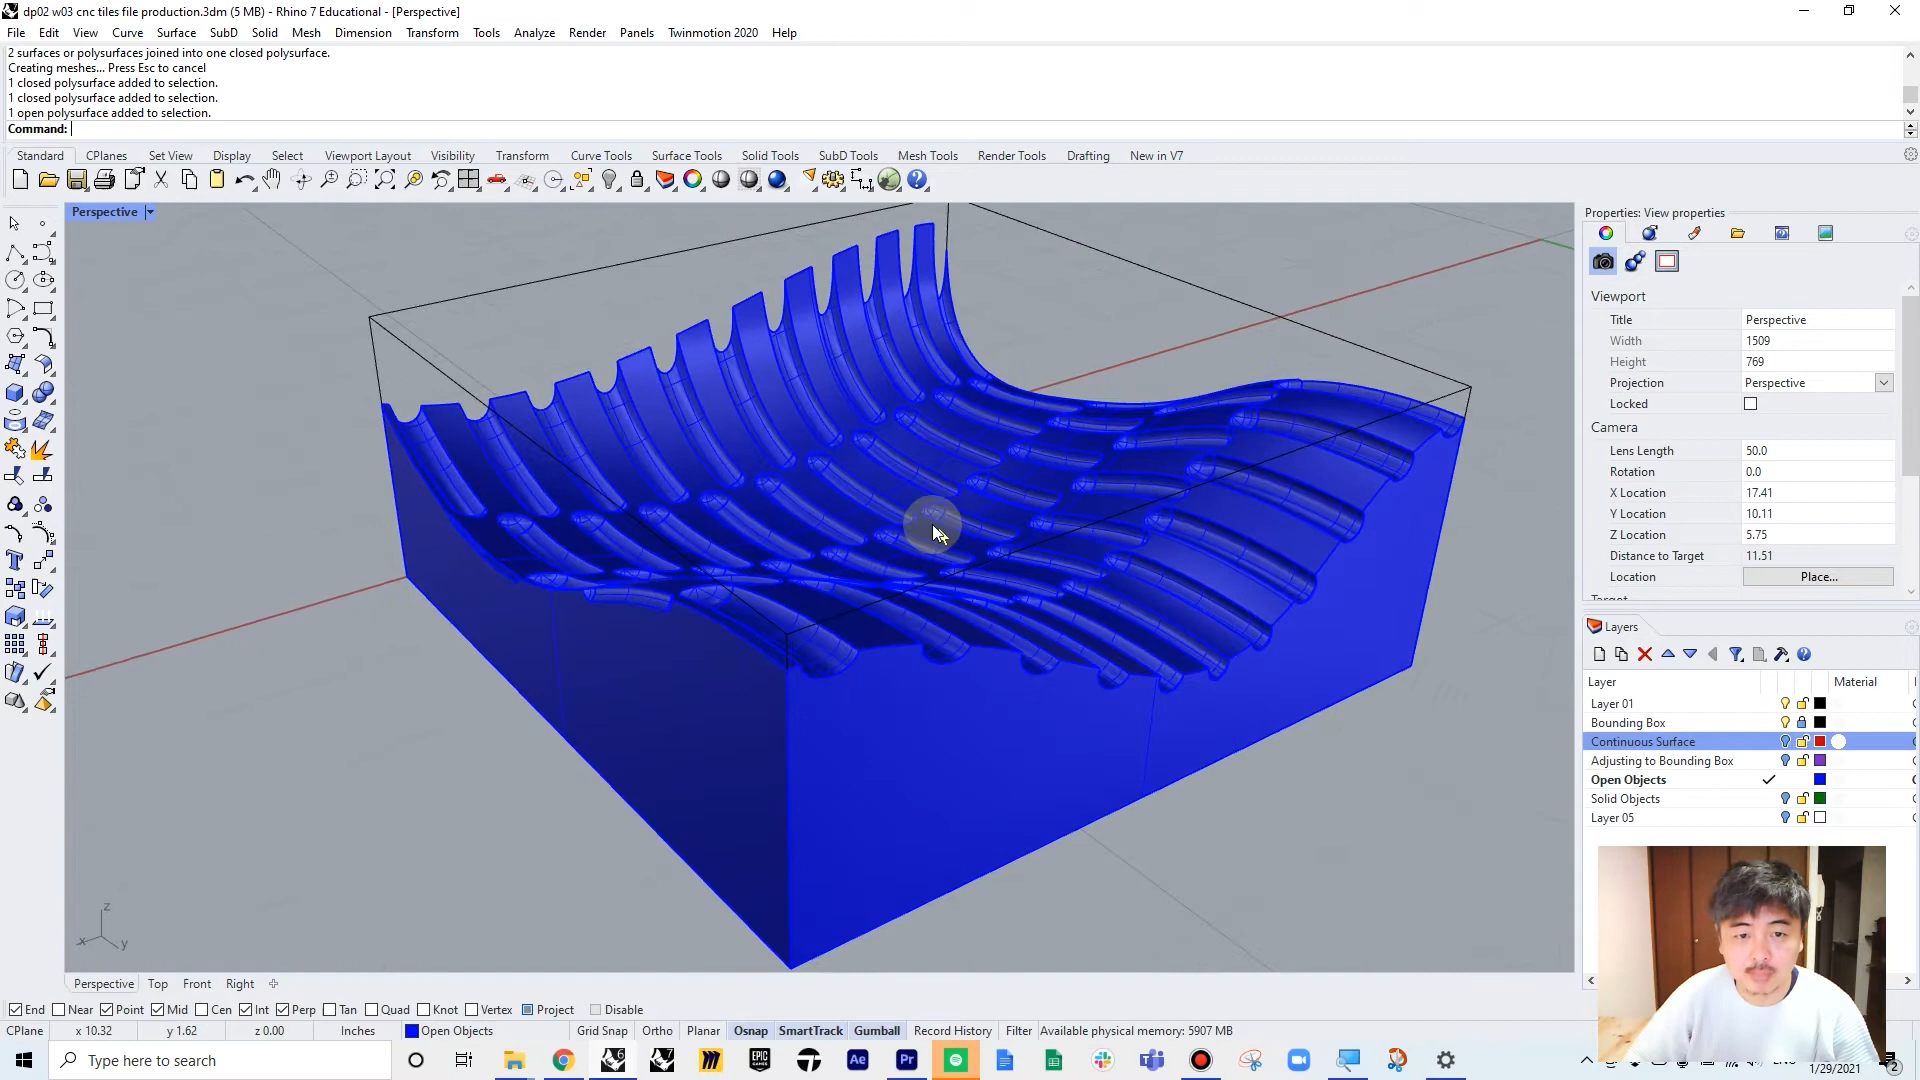 dp02 w03 cnc tiles file production.3dm (5 MB) - Rhino 7 Educational - [Perspective]
File Edit View Curve Surface SubD Solid Mesh Dimension Transform Tools Analyze Render Panels Twinmotion 2020 Help
2 surfaces or polysurfaces joined into one closed polysurface.
Creating meshes... Press Esc to cancel
1 closed polysurface added to selection.
1 closed polysurface added to selection.
1 open polysurface added to selection.
Command:
Standard CPlanes Set View Display Select Viewport Layout Visibility Transform Curve Tools Surface Tools Solid Tools SubD Tools Mesh Tools Render Tools Drafting New in V7
Perspective
Properties: View properties
Viewport
Title Perspective
Width 1509
Height 769
Projection Perspective
Locked
Camera
Lens Length 50.0
Rotation 0.0
X Location 17.41
Y Location 10.11
Z Location 5.75
Distance to Target 11.51
Location Place...
Target
Layers
Layer Material
Layer 01
Bounding Box
Continuous Surface
Adjusting to Bounding Box
Open Objects
Solid Objects
Layer 05
z
x y
Perspective Top Front Right
End Near Point Mid Cen Int Perp Tan Quad Knot Vertex Project Disable
CPlane x 10.32 y 1.62 z 0.00 Inches Open Objects Grid Snap Ortho Planar Osnap SmartTrack Gumball Record History Filter Available physical memory: 5907 MB
Type here to search
1/29/2021
2